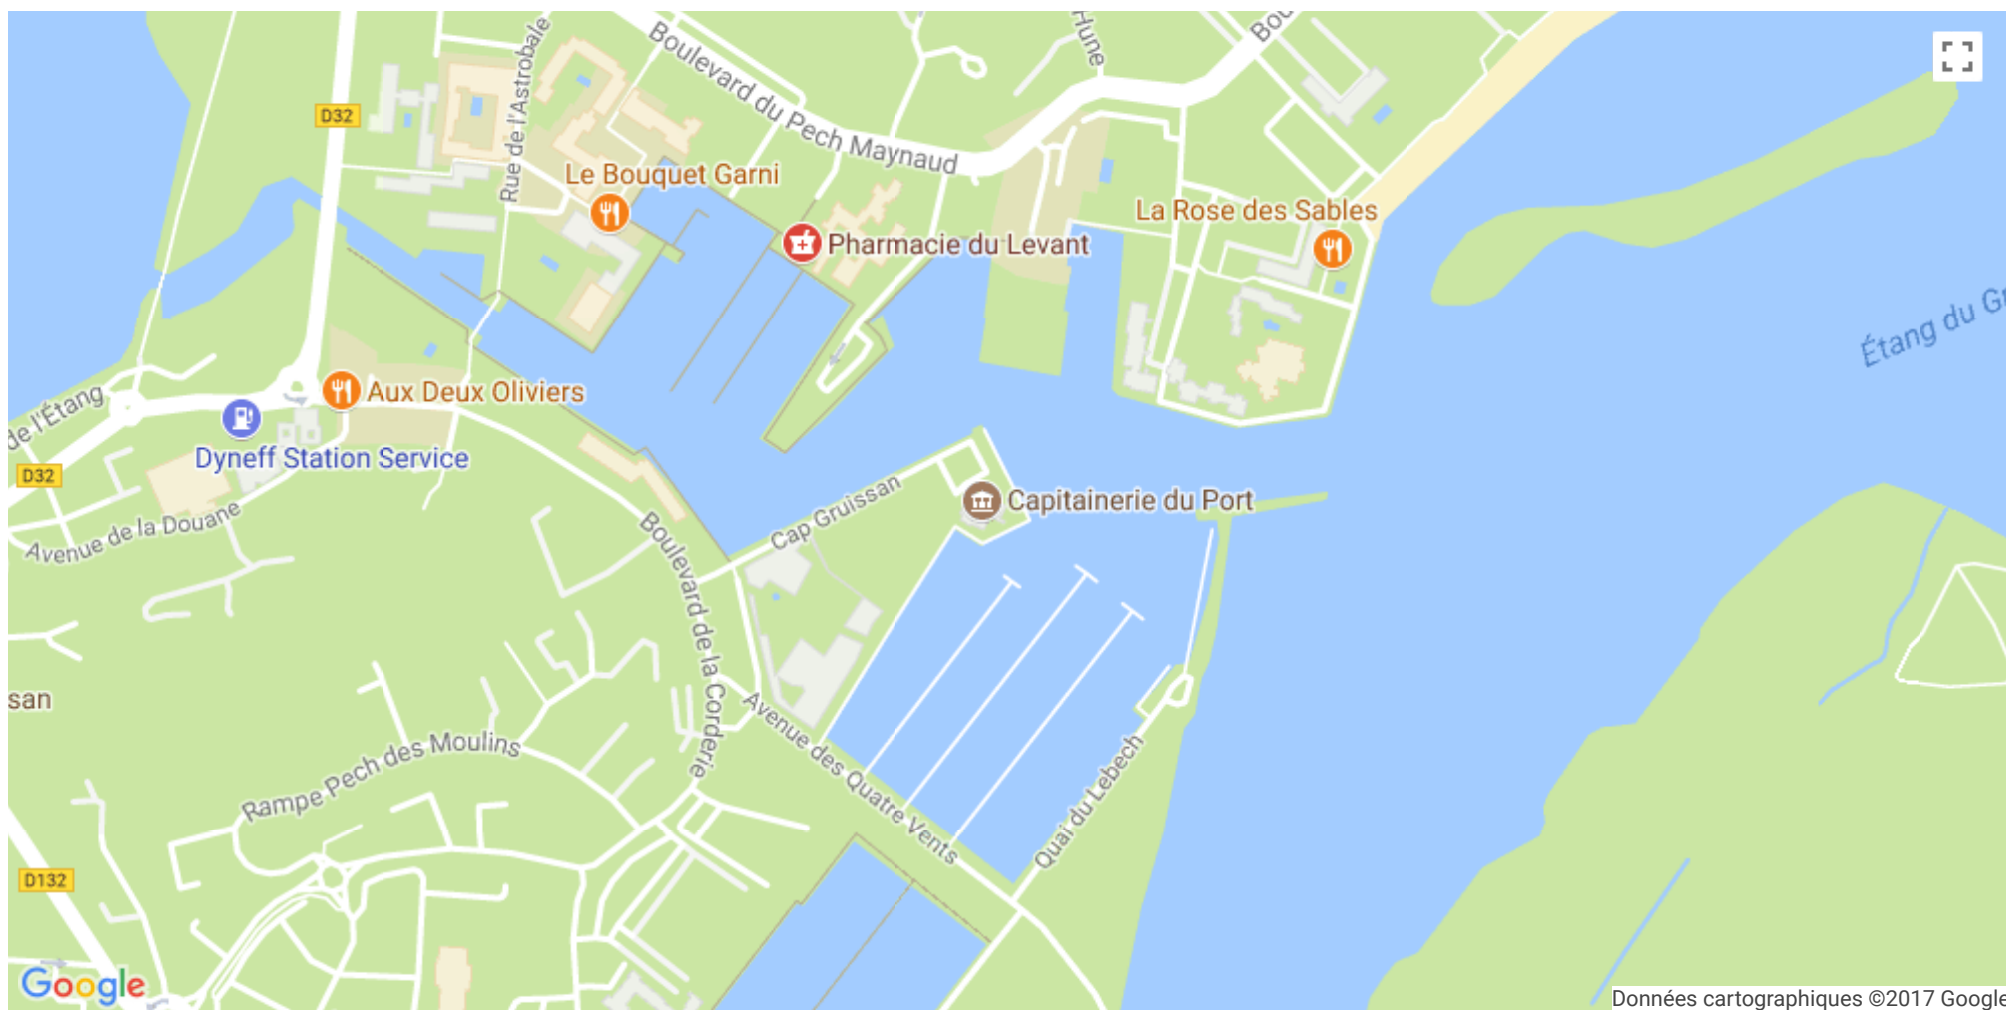 Boulevard du Pech Maynaud
Hune
Bou
Rue de l'Astrobale
D32
Le Bouquet Garni
La Rose des Sables
Pharmacie du Levant
Étang du Gr
Aux Deux Oliviers
de l'Étang
Dyneff Station Service
D32
Avenue de la Douane
Cap Gruissan
Capitainerie du Port
Boulevard de la Corderie
san
Avenue des Quatre Vents
Rampe Pech des Moulins
Quai du Lebech
D132
Google
Données cartographiques ©2017 Google